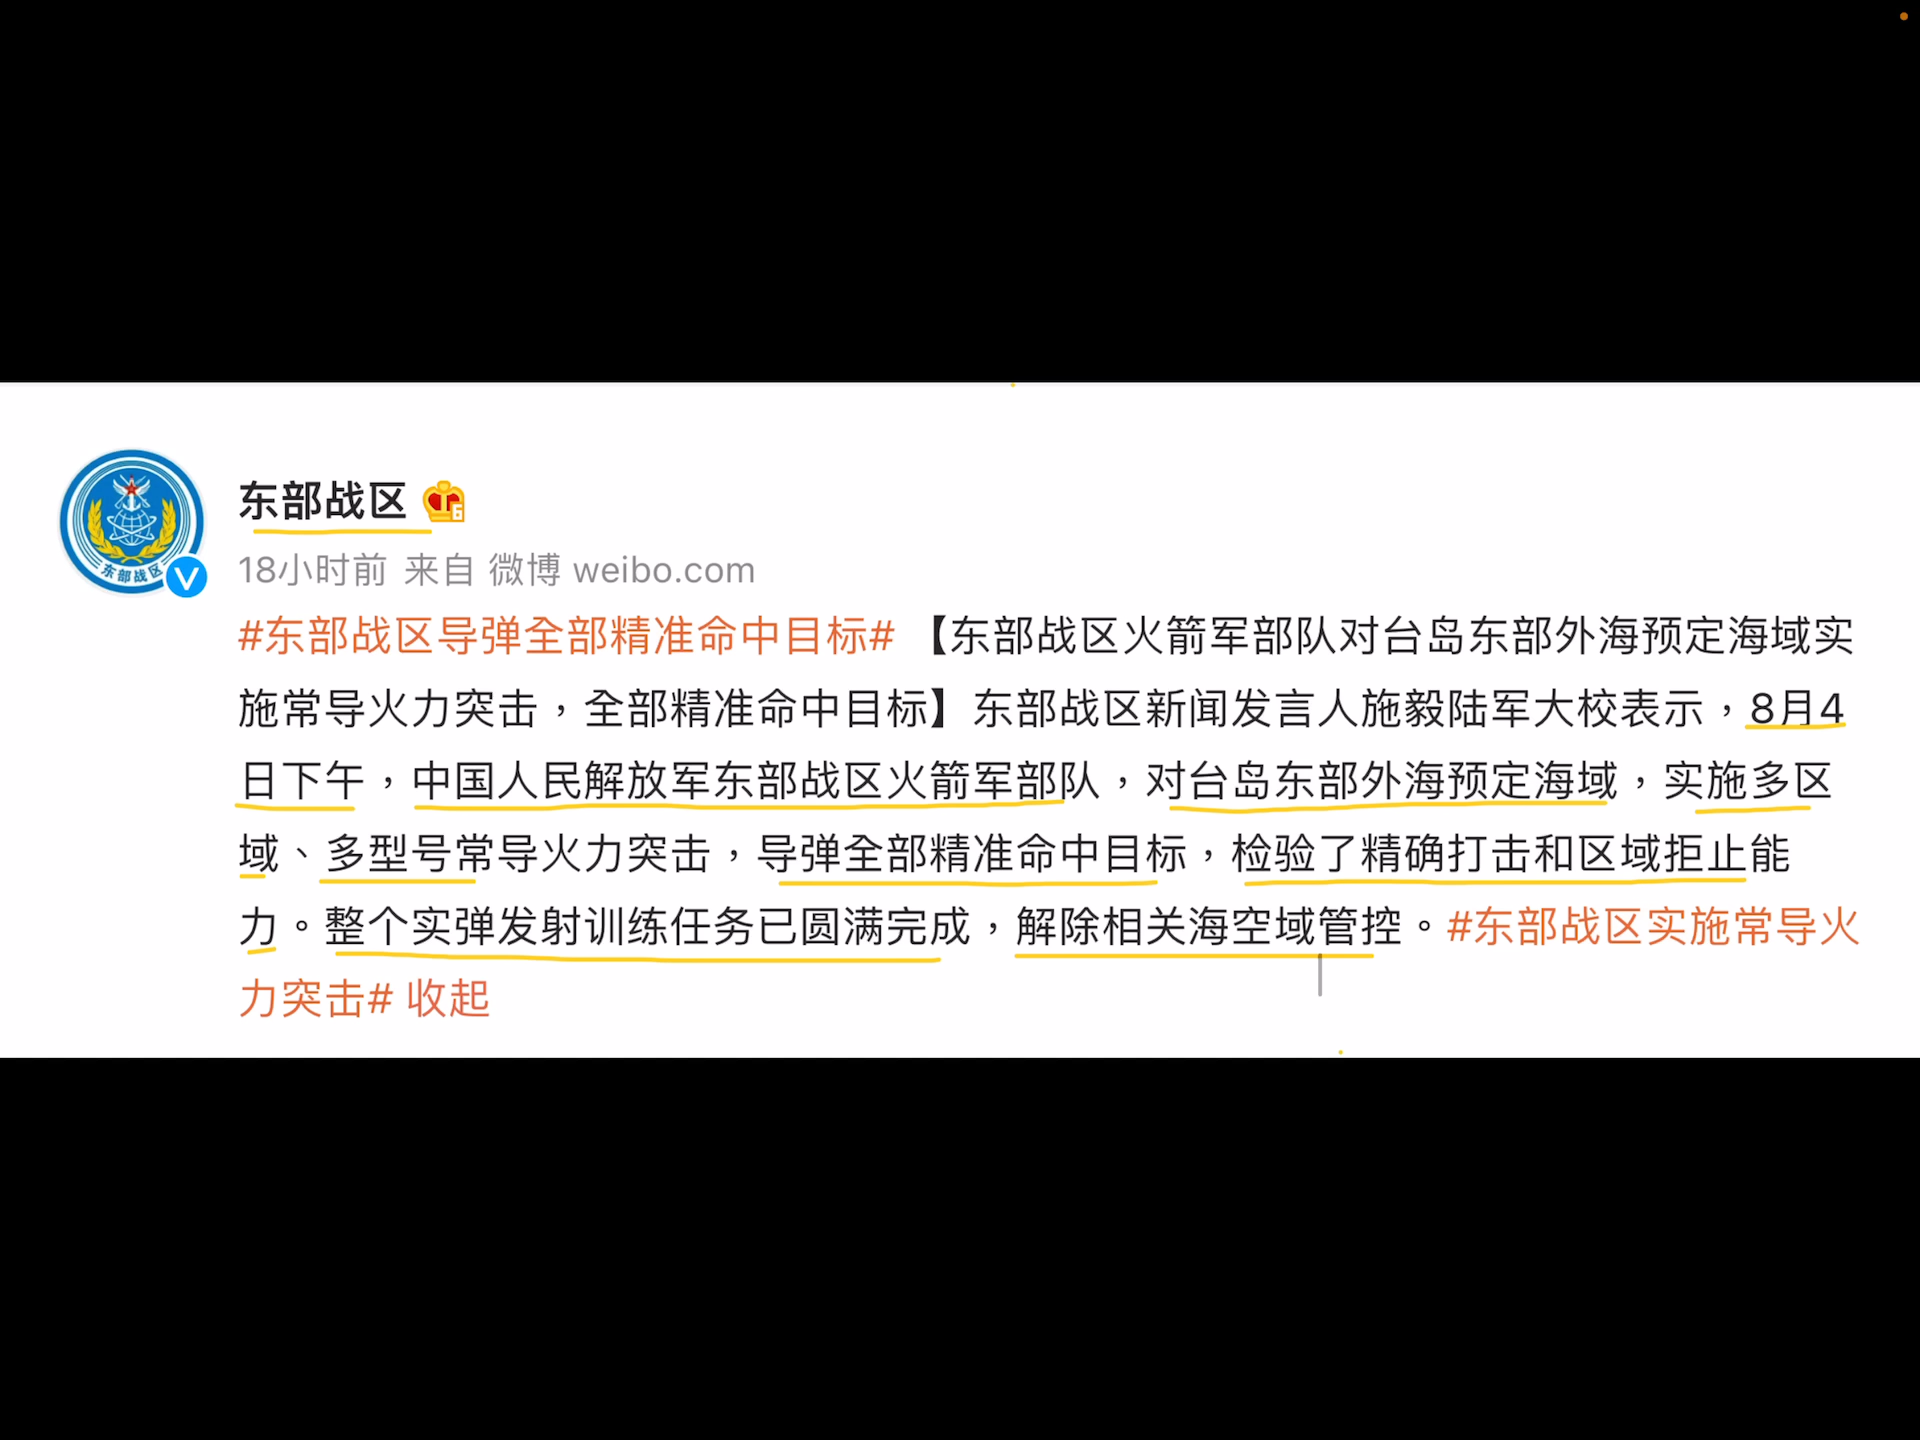 东部战区
东部战区 6
18小时前 来自 微博 weibo.com
#东部战区导弹全部精准命中目标# 【东部战区火箭军部队对台岛东部外海预定海域实
施常导火力突击，全部精准命中目标】东部战区新闻发言人施毅陆军大校表示，8月4
日下午，中国人民解放军东部战区火箭军部队，对台岛东部外海预定海域，实施多区
域、多型号常导火力突击，导弹全部精准命中目标，检验了精确打击和区域拒止能
力。整个实弹发射训练任务已圆满完成，解除相关海空域管控。#东部战区实施常导火
力突击# 收起